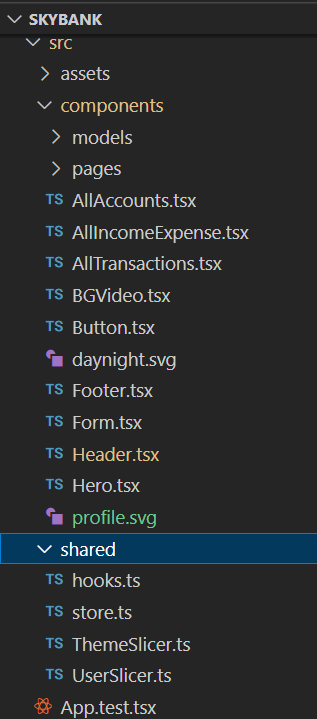 SKYBANK
src
assets
components
models
pages
TS AllAccounts.tsx
TS AllIncomeExpense.tsx
TS AllTransactions.tsx
TS BGVideo.tsx
TS Button.tsx
daynight.svg
TS Footer.tsx
TS Form.tsx
TS Header.tsx
TS Hero.tsx
profile.svg
shared
TS hooks.ts
TS store.ts
TS ThemeSlicer.ts
TS UserSlicer.ts
App.test.tsx